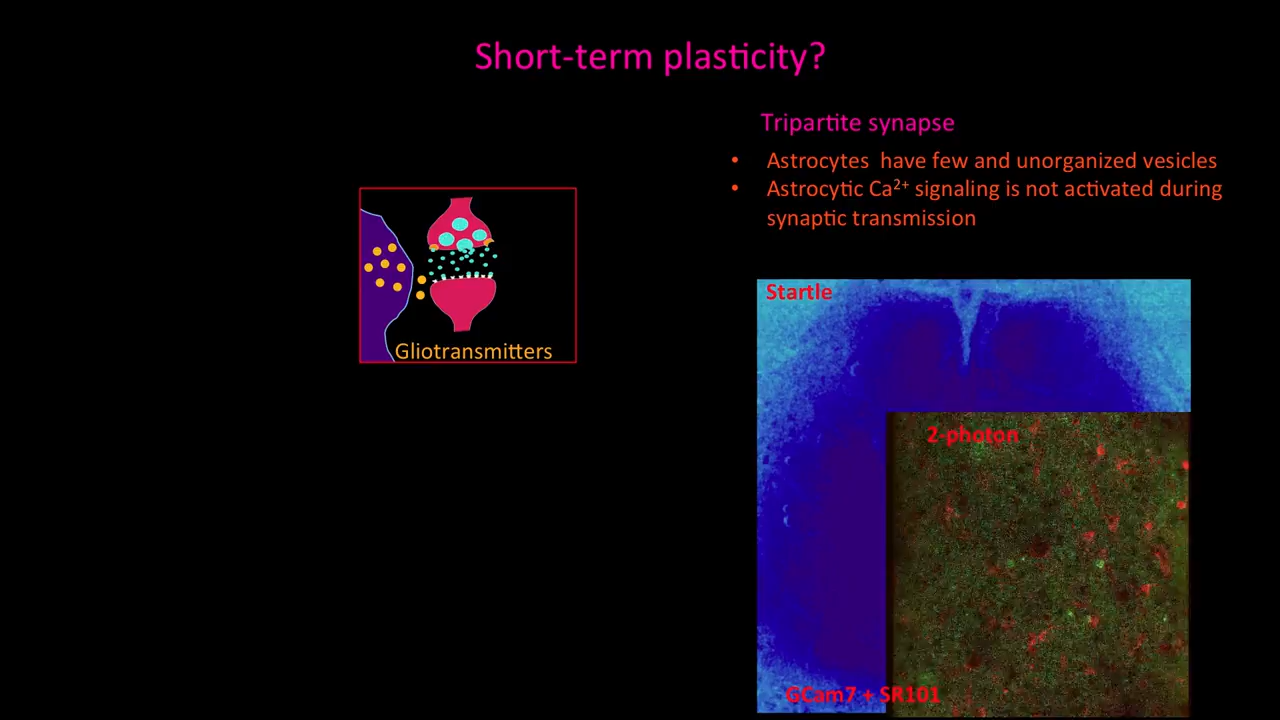 Short-term plasticity?
Tripartite synapse
• Astrocytes have few and unorganized vesicles
• Astrocytic Ca²⁺ signaling is not activated during
synaptic transmission
Gliotransmitters
Startle
2-photon
GCam7 + SR101